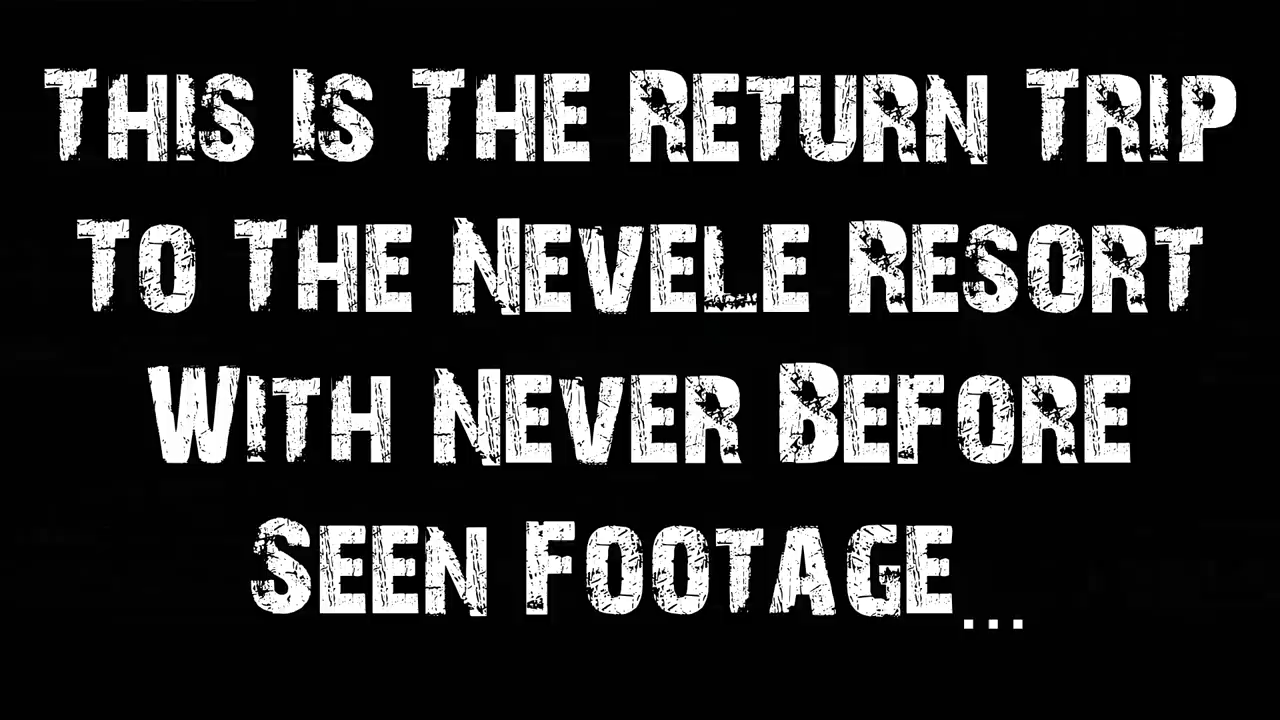 This Is The Return Trip
To The Nevele Resort
With Never Before
Seen Footage...